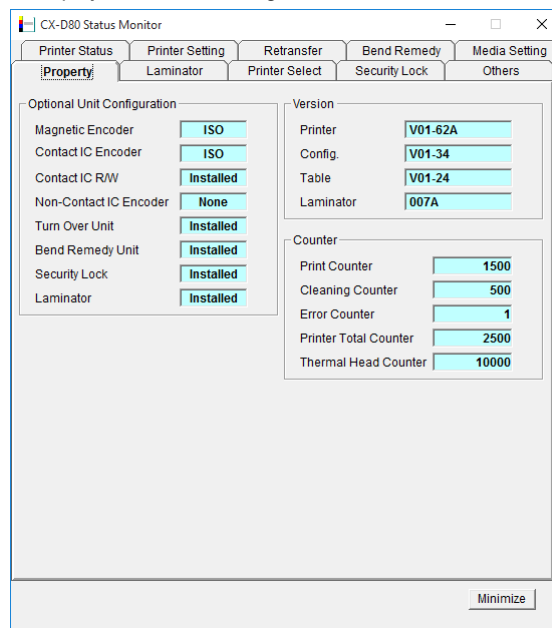 CX-D80 Status Monitor
Printer Status Printer Setting Retransfer Bend Remedy Media Setting
Property Laminator Printer Select Security Lock Others
Optional Unit Configuration
Magnetic Encoder ISO
Contact IC Encoder ISO
Contact IC R/W Installed
Non-Contact IC Encoder None
Turn Over Unit Installed
Bend Remedy Unit Installed
Security Lock Installed
Laminator Installed
Version
Printer V01-62A
Config. V01-34
Table V01-24
Laminator 007A
Counter
Print Counter 1500
Cleaning Counter 500
Error Counter 1
Printer Total Counter 2500
Thermal Head Counter 10000
Minimize